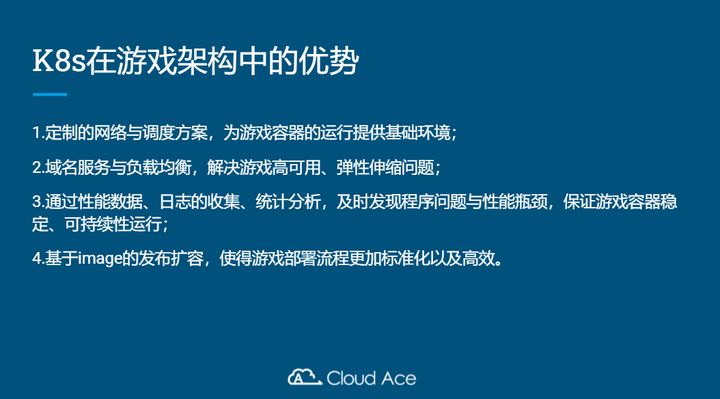 K8s在游戏架构中的优势
1.定制的网络与调度方案，为游戏容器的运行提供基础环境；
2.域名服务与负载均衡，解决游戏高可用、弹性伸缩问题；
3.通过性能数据、日志的收集、统计分析，及时发现程序问题与性能瓶颈，保证游戏容器稳
定、可持续性运行；
4.基于image的发布扩容，使得游戏部署流程更加标准化以及高效。
Cloud Ace